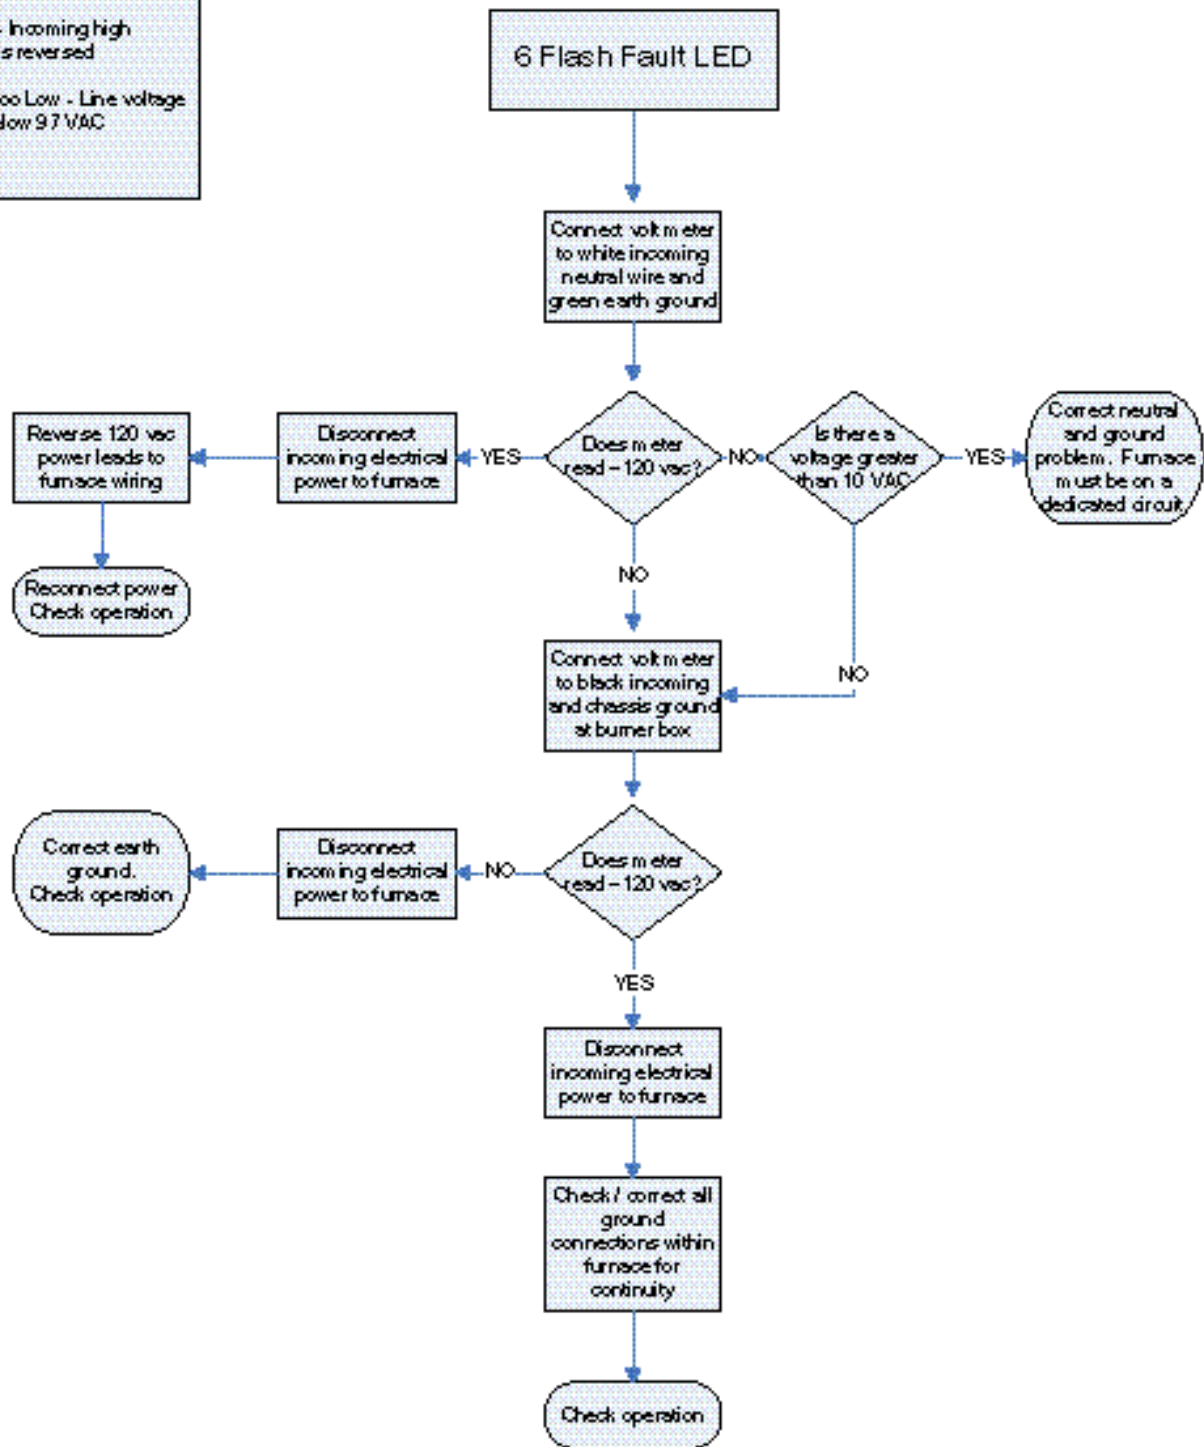 - Incoming high
s reversed
oo Low - Line voltage
low 97 VAC
6 Flash Fault LED
Connect volt meter
to white incoming
neutral wire and
green earth ground
Reverse 120 vac
power leads to
furnace wiring
Disconnect
incoming electrical
power to furnace
YES
Does meter
read ~120 vac?
NO
Is there a
voltage greater
than 10 VAC
YES
Correct neutral
and ground
problem. Furnace
must be on a
dedicated circuit
NO
Reconnect power
Check operation
Connect volt meter
to black incoming
and chassis ground
at burner box
NO
Correct earth
ground.
Check operation
Disconnect
incoming electrical
power to furnace
NO
Does meter
read ~120 vac?
YES
Disconnect
incoming electrical
power to furnace
Check / correct all
ground
connections within
furnace for
continuity
Check operation